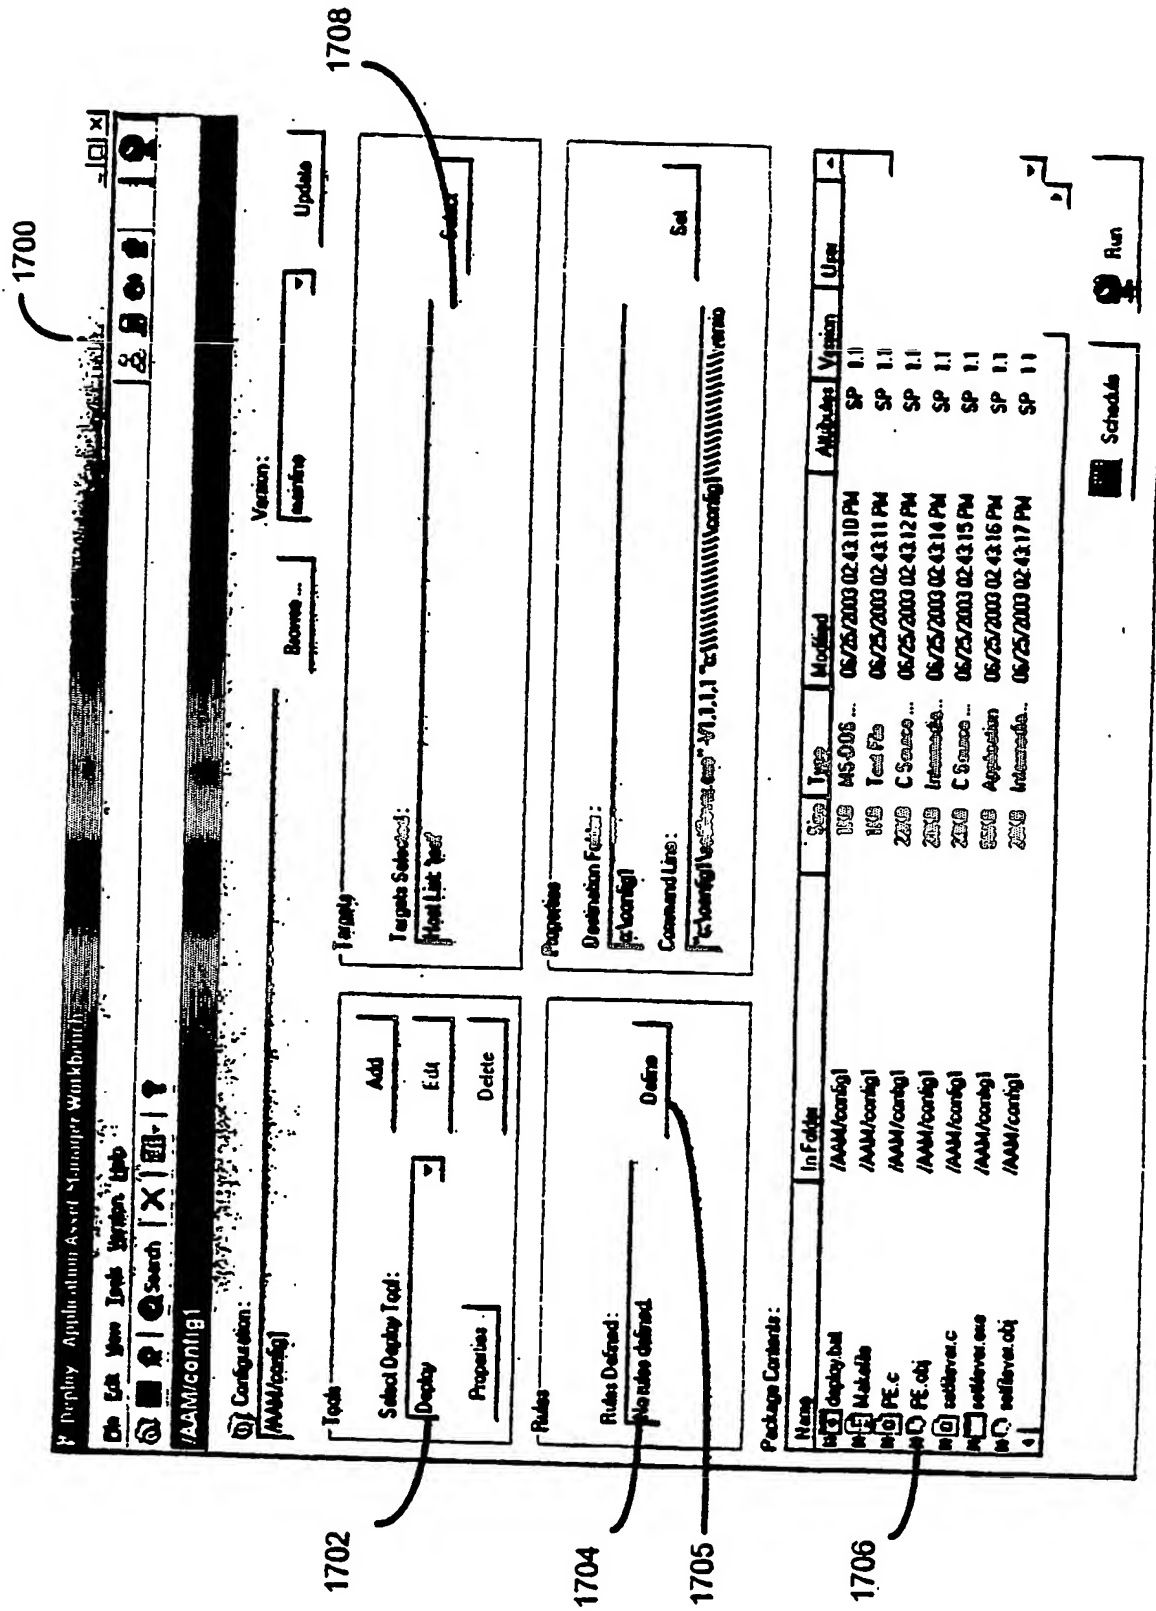 1700
Deploy Application Asset Manager Workbench
File Edit View Tools Version Help
Search
/AAM/config1
Configuration:
/AAM/config1
Browse ...
Version:
mainline
Update
Tools
Select Deploy Tool:
Deploy
Add
Edit
Delete
Properties
Targets
Targets Selected:
Host List: 'test'
Select
1708
1702
Rules
Rules Defined:
No rules defined.
Define
1704
1705
Properties
Destination Folder:
c:\config1
Command Line:
Set
Package Contents:
Name In Folder Size Type Modified Attributes Version User
deploy.bat /AAM/config1 1KB MS-DOS ... 06/25/2003 02:43:10 PM SP 1.1
Makefile /AAM/config1 1KB Text File 06/25/2003 02:43:11 PM SP 1.1
PE.c /AAM/config1 C Source ... 06/25/2003 02:43:12 PM SP 1.1
PE.obj /AAM/config1 Intermedia... 06/25/2003 02:43:14 PM SP 1.1
setfilever.c /AAM/config1 C Source ... 06/25/2003 02:43:15 PM SP 1.1
setfilever.exe /AAM/config1 Application 06/25/2003 02:43:16 PM SP 1.1
setfilever.obj /AAM/config1 Intermedia... 06/25/2003 02:43:17 PM SP 1.1
1706
Schedule
Run